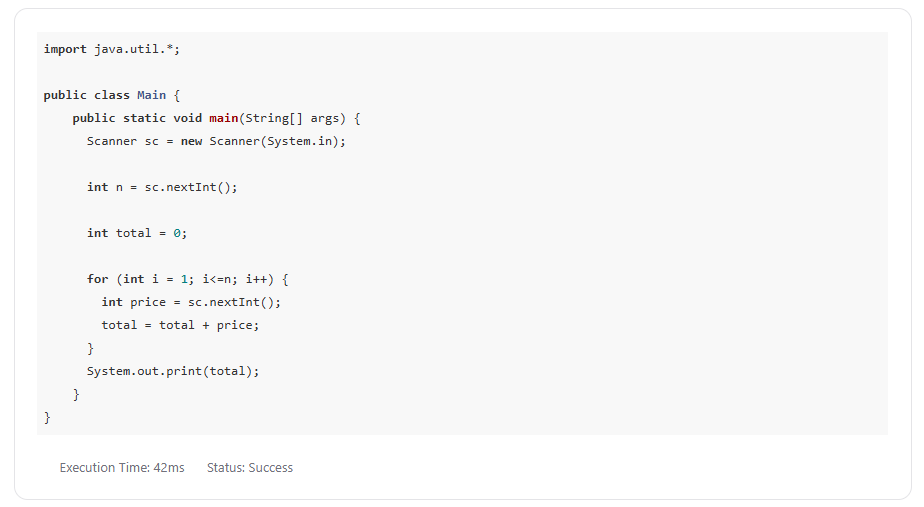 import java.util.*;
public class Main {
public static void main(String[] args) {
Scanner sc = new Scanner(System.in);
int n = sc.nextInt();
int total = 0;
for (int i = 1; i<=n; i++) {
int price = sc.nextInt();
total = total + price;
}
System.out.print(total);
}
}
Execution Time: 42ms Status: Success